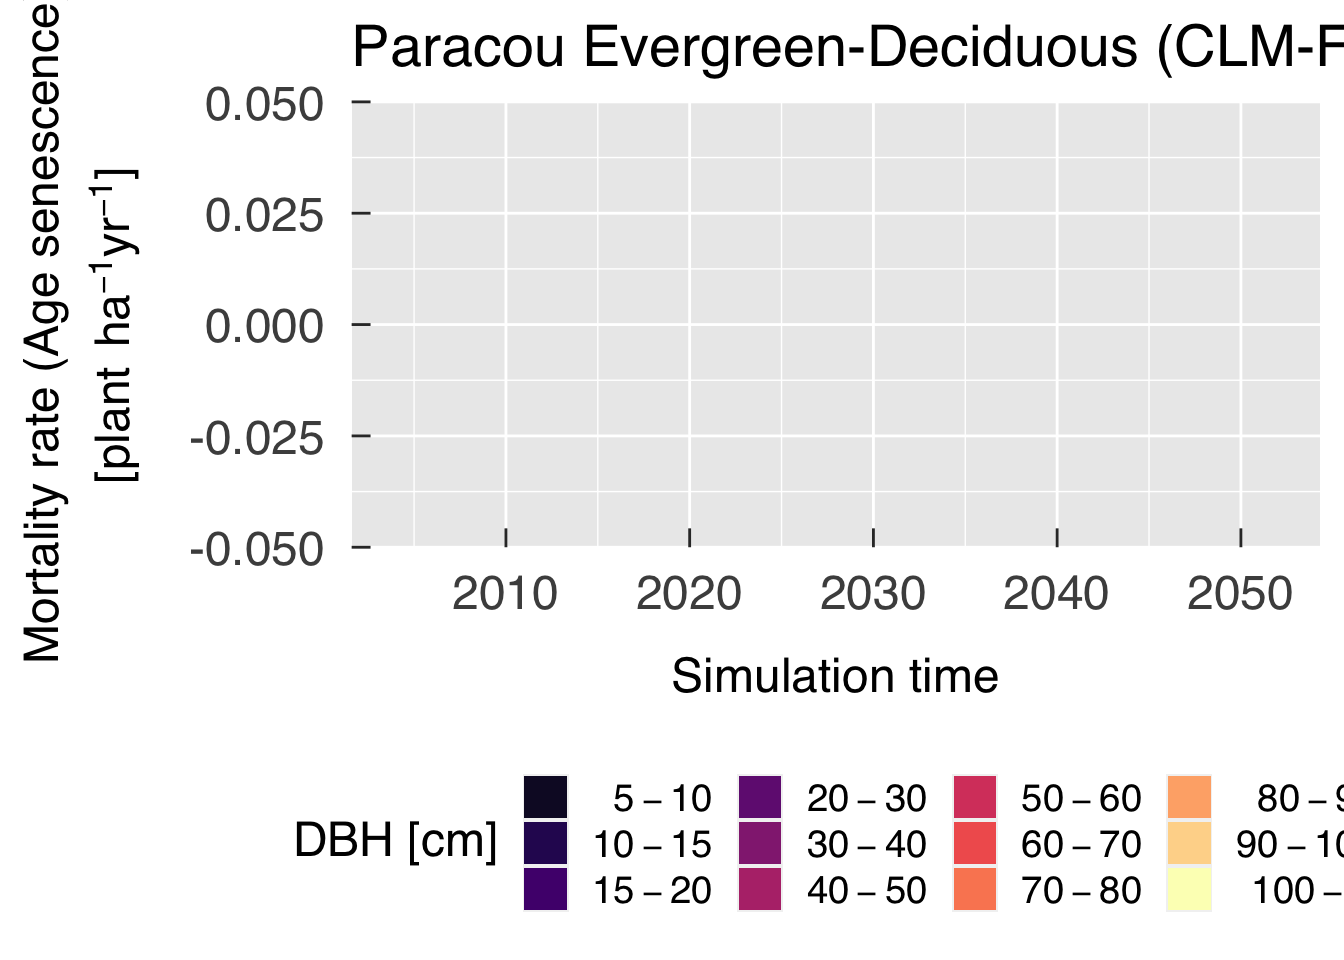 Paracou Evergreen-Deciduous (CLM-F
Mortality rate (Age senescence)
[plant ha⁻¹yr⁻¹]
0.050
0.025
0.000
-0.025
-0.050
2010 2020 2030 2040 2050
Simulation time
DBH [cm]
5 – 10 20 – 30 50 – 60 80 – 9
10 – 15 30 – 40 60 – 70 90 – 10
15 – 20 40 – 50 70 – 80 100 –